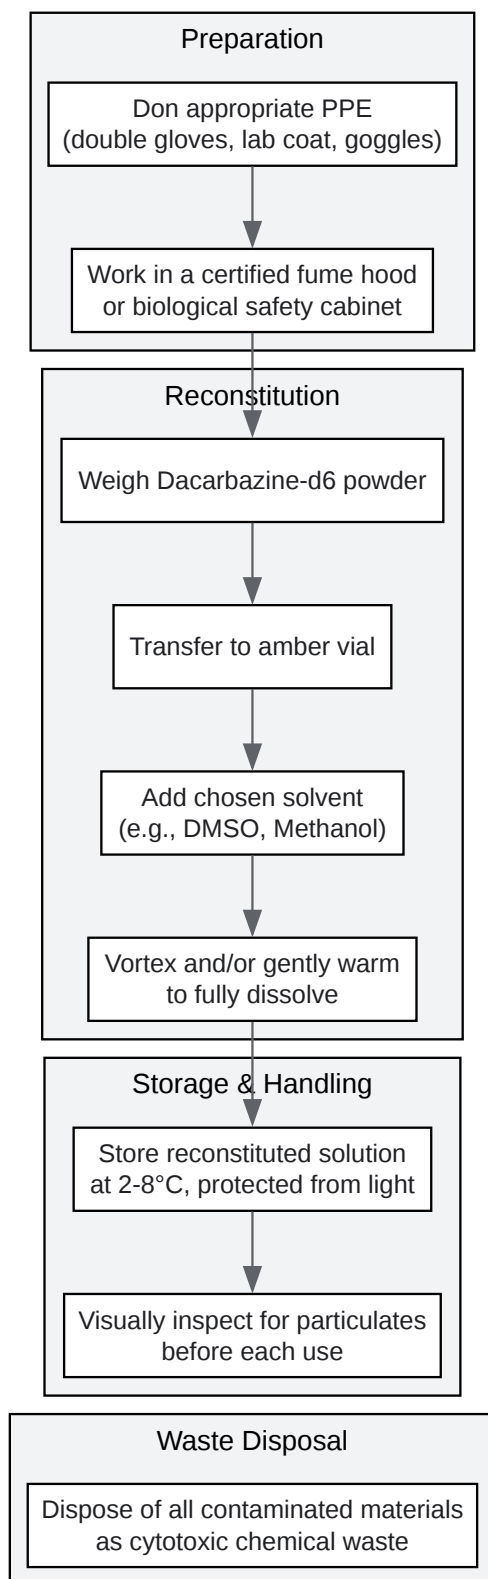 Preparation
Don appropriate PPE
(double gloves, lab coat, goggles)
Work in a certified fume hood
or biological safety cabinet
Reconstitution
Weigh Dacarbazine-d6 powder
Transfer to amber vial
Add chosen solvent
(e.g., DMSO, Methanol)
Vortex and/or gently warm
to fully dissolve
Storage & Handling
Store reconstituted solution
at 2-8°C, protected from light
Visually inspect for particulates
before each use
Waste Disposal
Dispose of all contaminated materials
as cytotoxic chemical waste